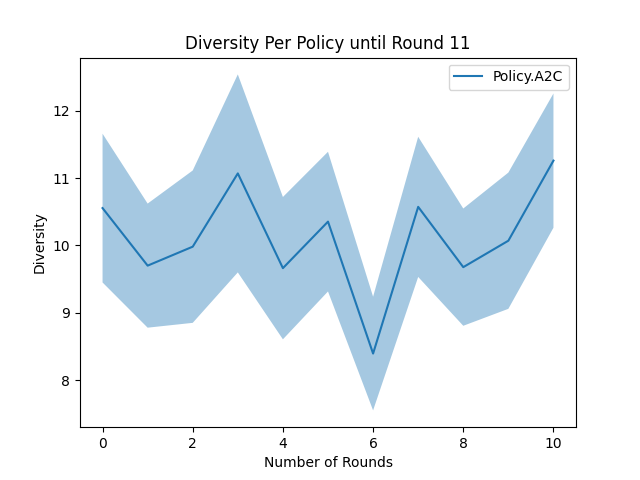 Diversity Per Policy until Round 11
Policy.A2C
Diversity
12
11
10
9
8
0 2 4 6 8 10
Number of Rounds